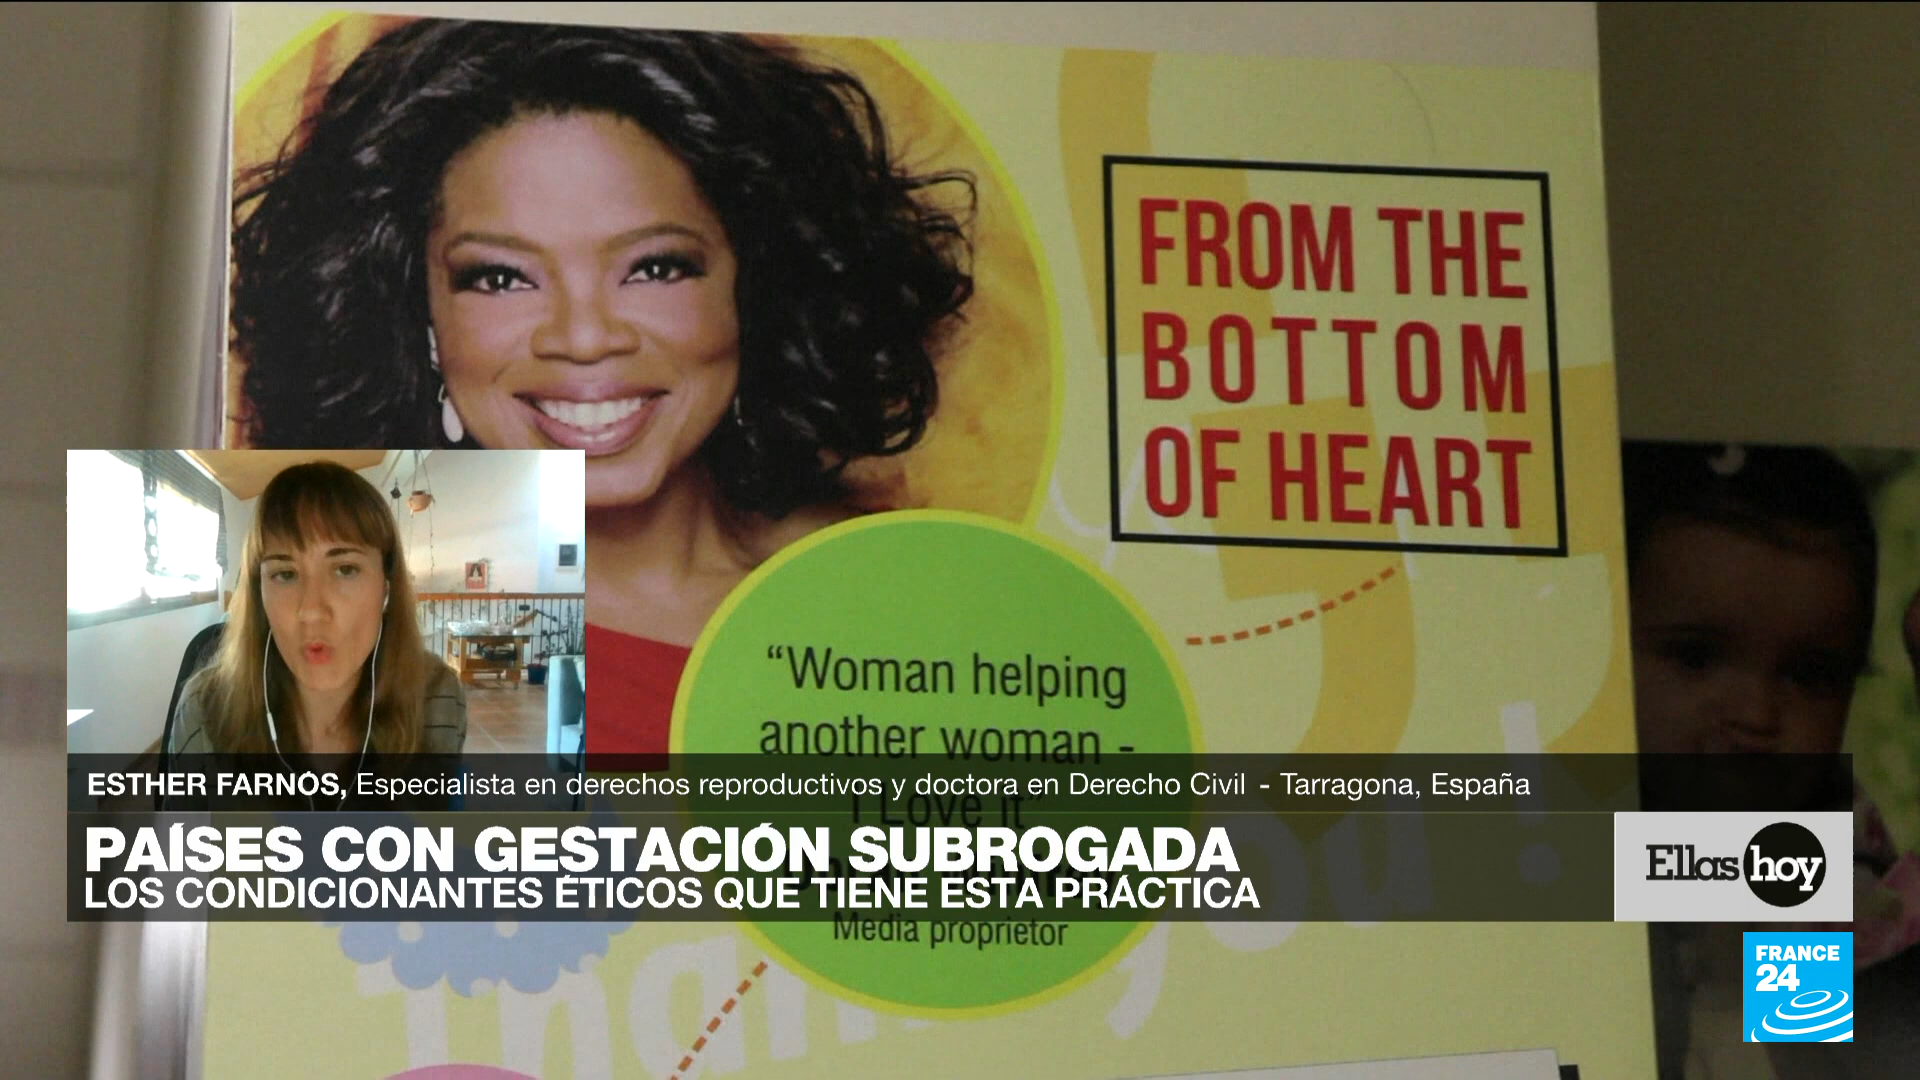 FROM THE
BOTTOM
OF HEART
“Woman helping
another woman -
I Love it”
Media proprietor
ESTHER FARNÓS, Especialista en derechos reproductivos y doctora en Derecho Civil - Tarragona, España
PAÍSES CON GESTACIÓN SUBROGADA
LOS CONDICIONANTES ÉTICOS QUE TIENE ESTA PRÁCTICA
Ellas hoy
FRANCE
24